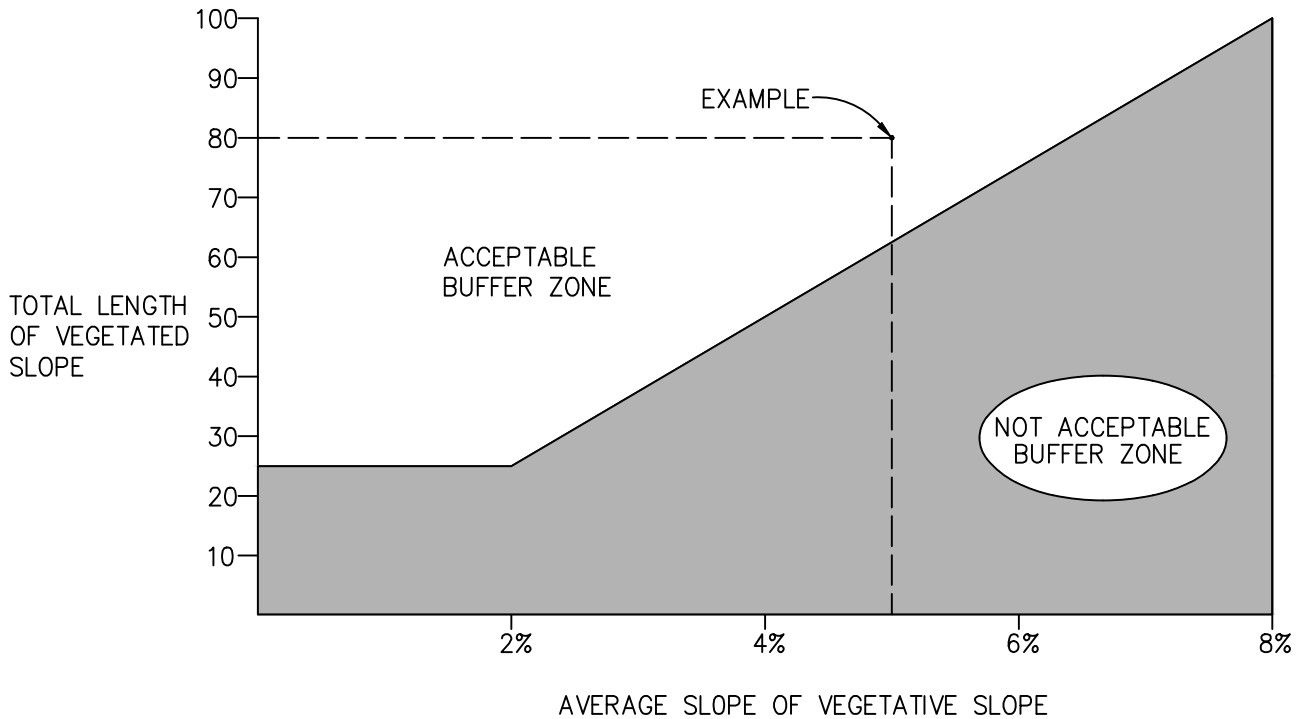 100
90
EXAMPLE
80
70
ACCEPTABLE
60
BUFFER ZONE
TOTAL LENGTH
OF VEGETATED
SLOPE
50
40
NOT ACCEPTABLE
BUFFER ZONE
30
20
10
2%
4%
6%
8%
AVERAGE SLOPE OF VEGETATIVE SLOPE